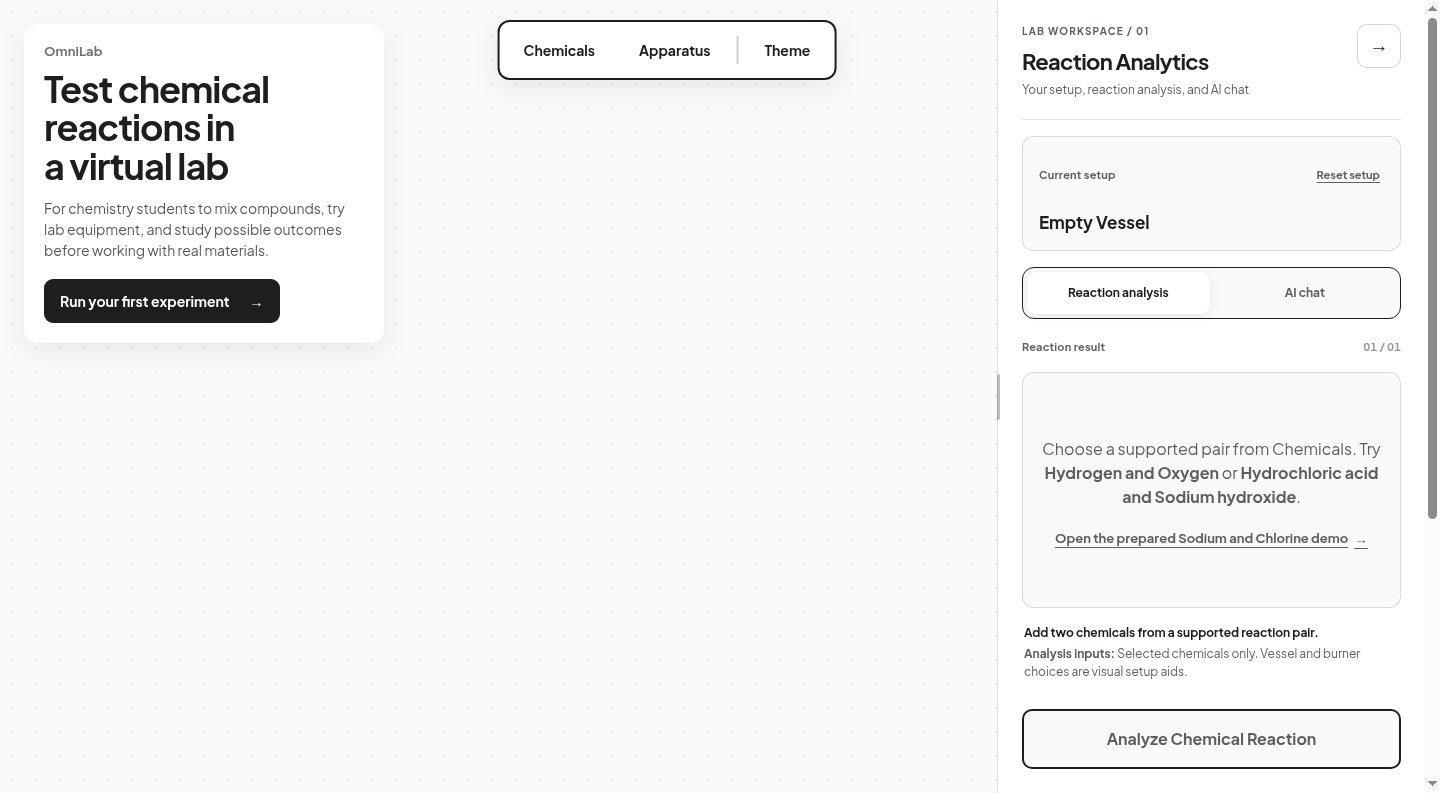 OmniLab
Test chemical
reactions in
a virtual lab
For chemistry students to mix compounds, try
lab equipment, and study possible outcomes
before working with real materials.
Run your first experiment →
Chemicals
Apparatus
Theme
LAB WORKSPACE / 01
Reaction Analytics
Your setup, reaction analysis, and AI chat
→
Current setup
Reset setup
Empty Vessel
Reaction analysis
AI chat
Reaction result
01 / 01
Choose a supported pair from Chemicals. Try
Hydrogen and Oxygen or Hydrochloric acid
and Sodium hydroxide.
Open the prepared Sodium and Chlorine demo →
Add two chemicals from a supported reaction pair.
Analysis inputs: Selected chemicals only. Vessel and burner
choices are visual setup aids.
Analyze Chemical Reaction